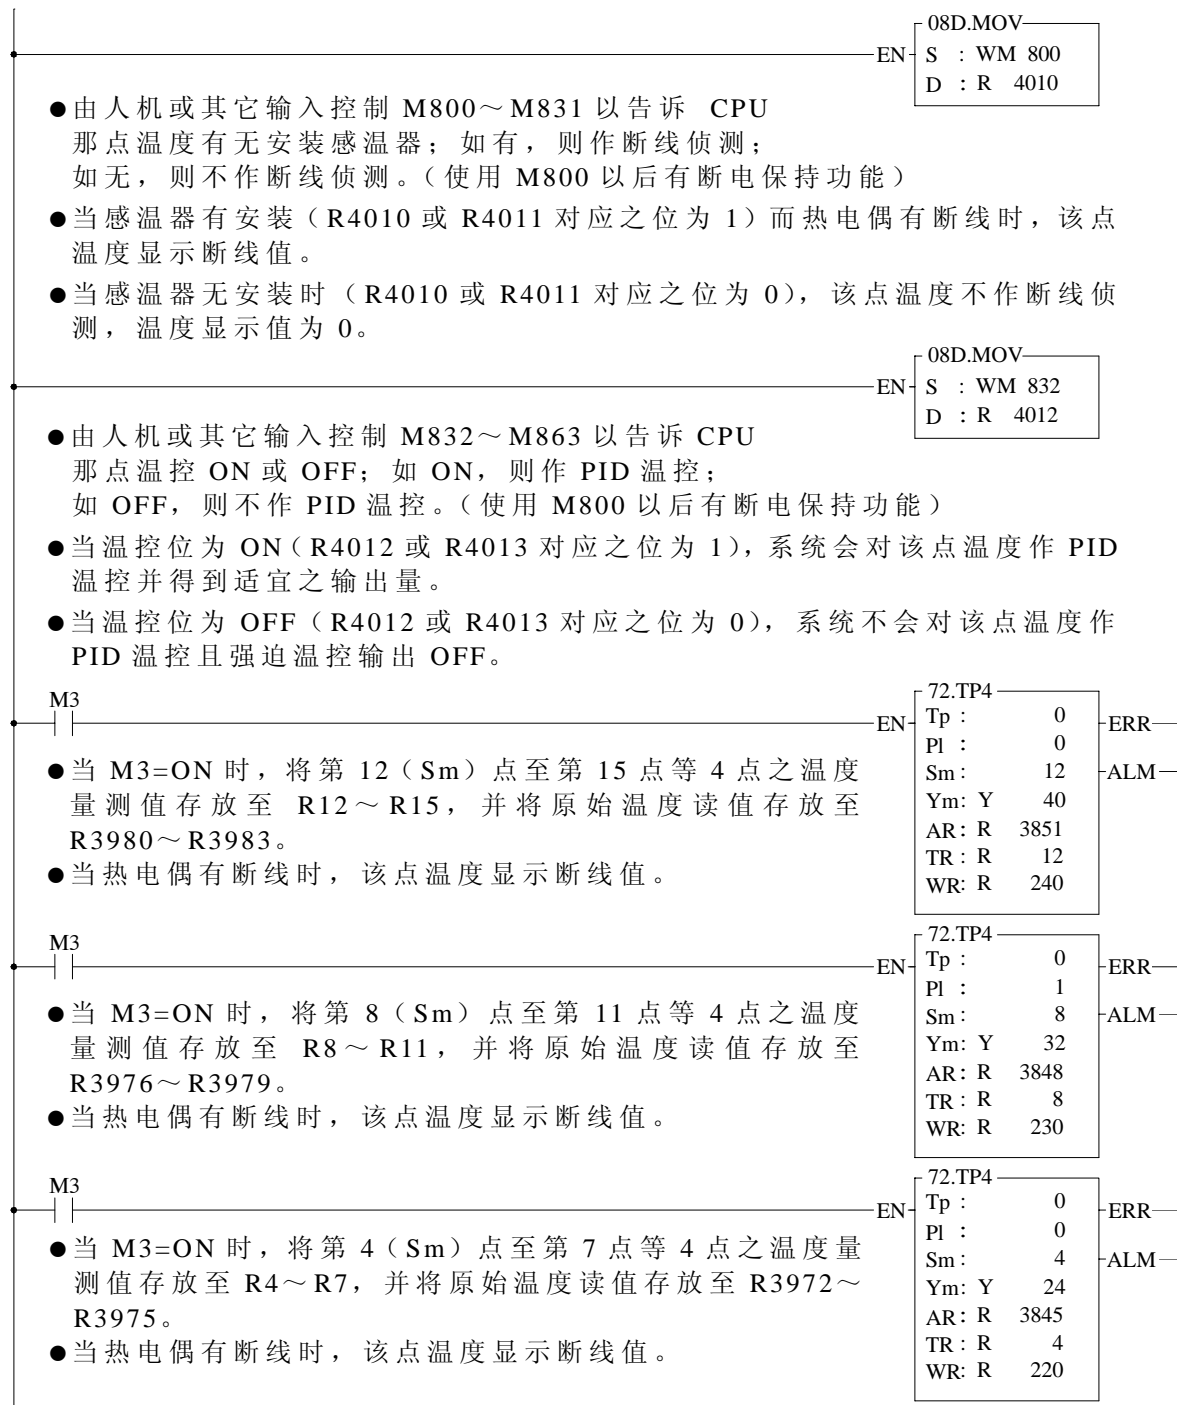 08D.MOV
EN S : WM 800
D : R 4010
●由人机或其它输入控制 M800～M831 以告诉 CPU
那点温度有无安装感温器；如有，则作断线侦测；
如无，则不作断线侦测。（使用 M800 以后有断电保持功能）
●当感温器有安装（R4010 或 R4011 对应之位为 1）而热电偶有断线时，该点
温度显示断线值。
●当感温器无安装时（R4010 或 R4011 对应之位为 0），该点温度不作断线侦
测，温度显示值为 0。
08D.MOV
EN S : WM 832
D : R 4012
●由人机或其它输入控制 M832～M863 以告诉 CPU
那点温控 ON 或 OFF；如 ON，则作 PID 温控；
如 OFF，则不作 PID 温控。（使用 M800 以后有断电保持功能）
●当温控位为 ON（R4012 或 R4013 对应之位为 1），系统会对该点温度作 PID
温控并得到适宜之输出量。
●当温控位为 OFF（R4012 或 R4013 对应之位为 0），系统不会对该点温度作
PID 温控且强迫温控输出 OFF。
M3
72.TP4
EN Tp : 0 ERR
Pl : 0
Sm : 12 ALM
Ym: Y 40
AR: R 3851
TR : R 12
WR: R 240
●当 M3=ON 时，将第 12（Sm）点至第 15 点等 4 点之温度
量测值存放至 R12～R15，并将原始温度读值存放至
R3980～R3983。
●当热电偶有断线时，该点温度显示断线值。
M3
72.TP4
EN Tp : 0 ERR
Pl : 1
Sm : 8 ALM
Ym: Y 32
AR: R 3848
TR : R 8
WR: R 230
●当 M3=ON 时，将第 8（Sm）点至第 11 点等 4 点之温度
量测值存放至 R8～R11，并将原始温度读值存放至
R3976～R3979。
●当热电偶有断线时，该点温度显示断线值。
M3
72.TP4
EN Tp : 0 ERR
Pl : 0
Sm : 4 ALM
Ym: Y 24
AR: R 3845
TR : R 4
WR: R 220
●当 M3=ON 时，将第 4（Sm）点至第 7 点等 4 点之温度量
测值存放至 R4～R7，并将原始温度读值存放至 R3972～
R3975。
●当热电偶有断线时，该点温度显示断线值。